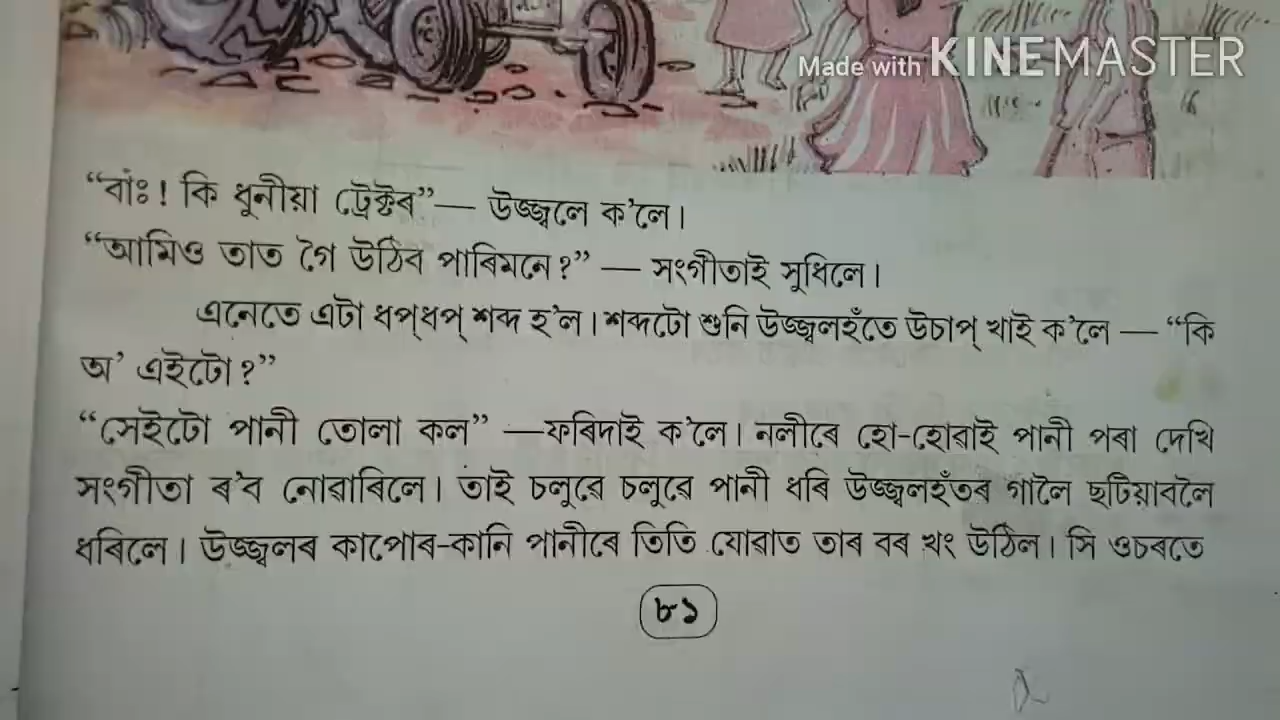 Made with KINEMASTER
“বাঃ! কি ধুনীয়া ট্ৰেক্টৰ”— উজ্জ্বলে ক'লে।
“আমিও তাত গৈ উঠিব পাৰিমনে?” — সংগীতাই সুধিলে।
এনেতে এটা ধপ্‌ধপ্ শব্দ হ'ল। শব্দটো শুনি উজ্জ্বলহঁতে উচাপ্ খাই ক'লে — “কি
অ' এইটো?”
“সেইটো পানী তোলা কল” —ফৰিদাই ক'লে। নলীৰে হো-হোৱাই পানী পৰা দেখি
সংগীতা ৰ'ব নোৱাৰিলে। তাই চলুৱে চলুৱে পানী ধৰি উজ্জ্বলহঁতৰ গালৈ ছটিয়াবলৈ
ধৰিলে। উজ্জ্বলৰ কাপোৰ-কানি পানীৰে তিতি যোৱাত তাৰ বৰ খং উঠিল। সি ওচৰতে
৮১